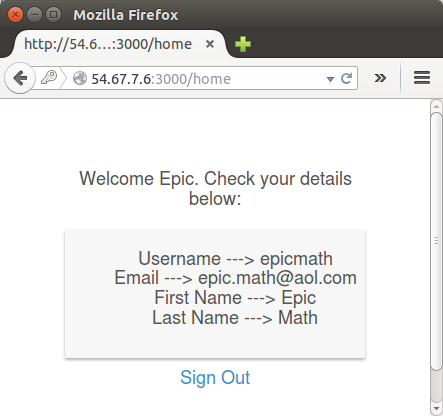 Mozilla Firefox
http://54.6...:3000/home
54.67.7.6:3000/home
Welcome Epic. Check your details
below:
Username ---> epicmath
Email ---> epic.math@aol.com
First Name ---> Epic
Last Name ---> Math
Sign Out